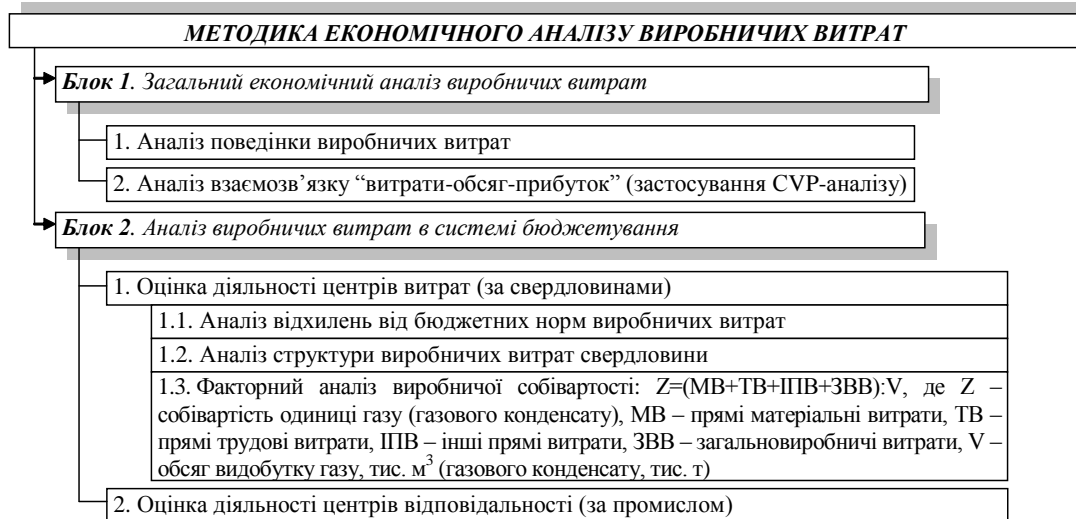 МЕТОДИКА ЕКОНОМІЧНОГО АНАЛІЗУ ВИРОБНИЧИХ ВИТРАТ
Блок 1. Загальний економічний аналіз виробничих витрат
1. Аналіз поведінки виробничих витрат
2. Аналіз взаємозв’язку “витрати-обсяг-прибуток” (застосування CVP-аналізу)
Блок 2. Аналіз виробничих витрат в системі бюджетування
1. Оцінка діяльності центрів витрат (за свердловинами)
1.1. Аналіз відхилень від бюджетних норм виробничих витрат
1.2. Аналіз структури виробничих витрат свердловини
1.3. Факторний аналіз виробничої собівартості: Z=(МВ+ТВ+ІПВ+ЗВВ):V, де Z –
собівартість одиниці газу (газового конденсату), МВ – прямі матеріальні витрати, ТВ –
прямі трудові витрати, ІПВ – інші прямі витрати, ЗВВ – загальновиробничі витрати, V –
обсяг видобутку газу, тис. м³ (газового конденсату, тис. т)
2. Оцінка діяльності центрів відповідальності (за промислом)